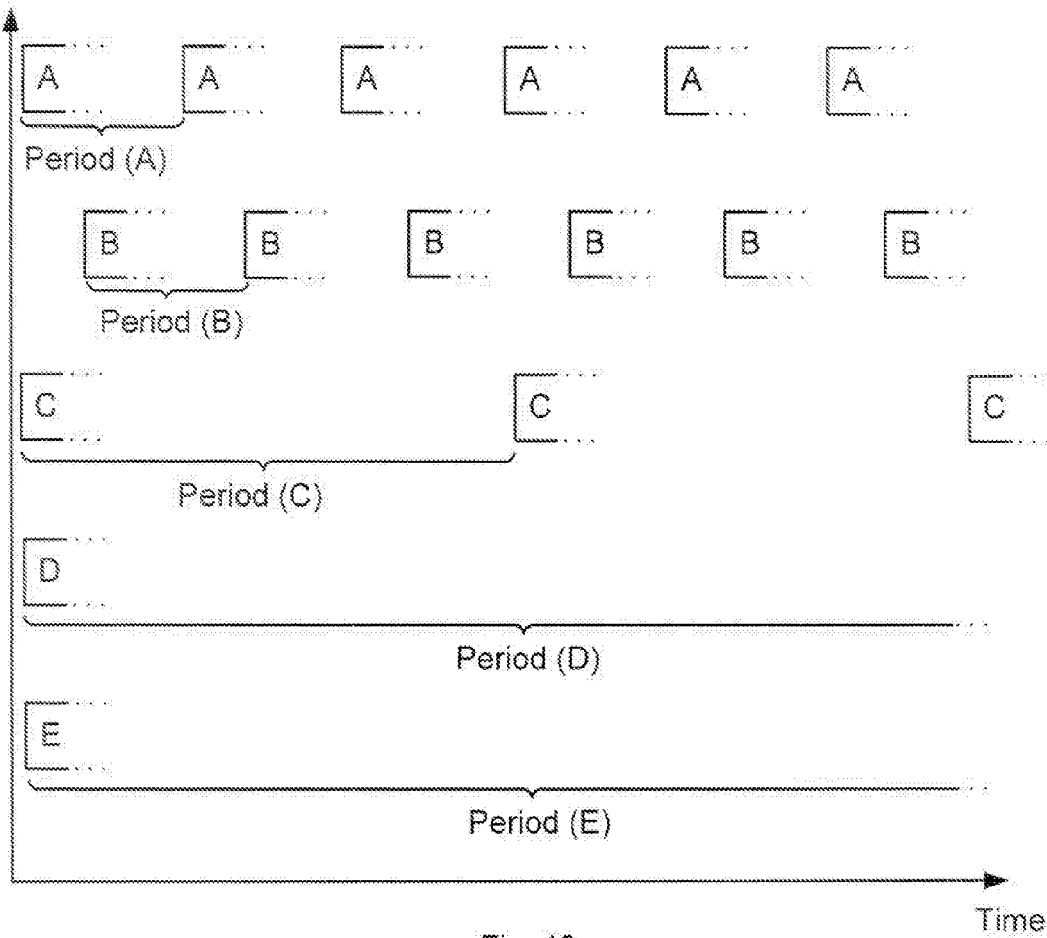 A A A A A A
Period (A)
B B B B B B
Period (B)
C C C
Period (C)
D
Period (D)
E
Period (E)
Time